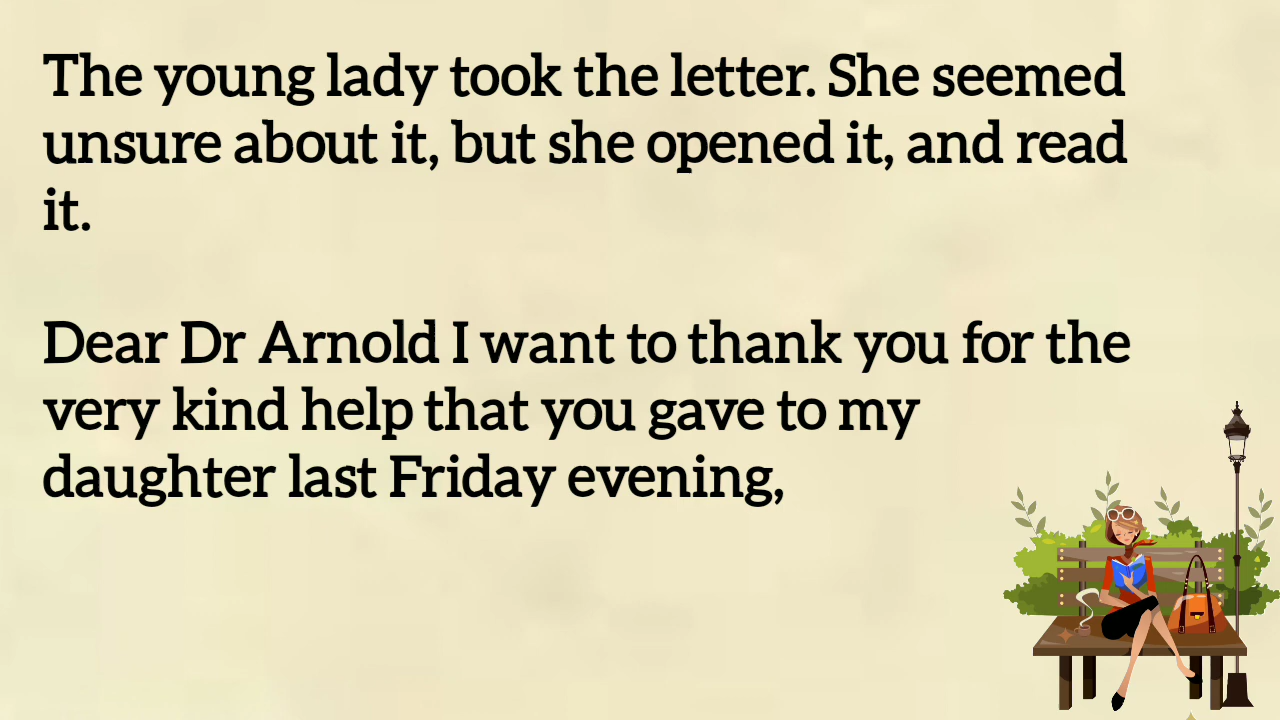 The young lady took the letter. She seemed
unsure about it, but she opened it, and read
it.
Dear Dr Arnold I want to thank you for the
very kind help that you gave to my
daughter last Friday evening,